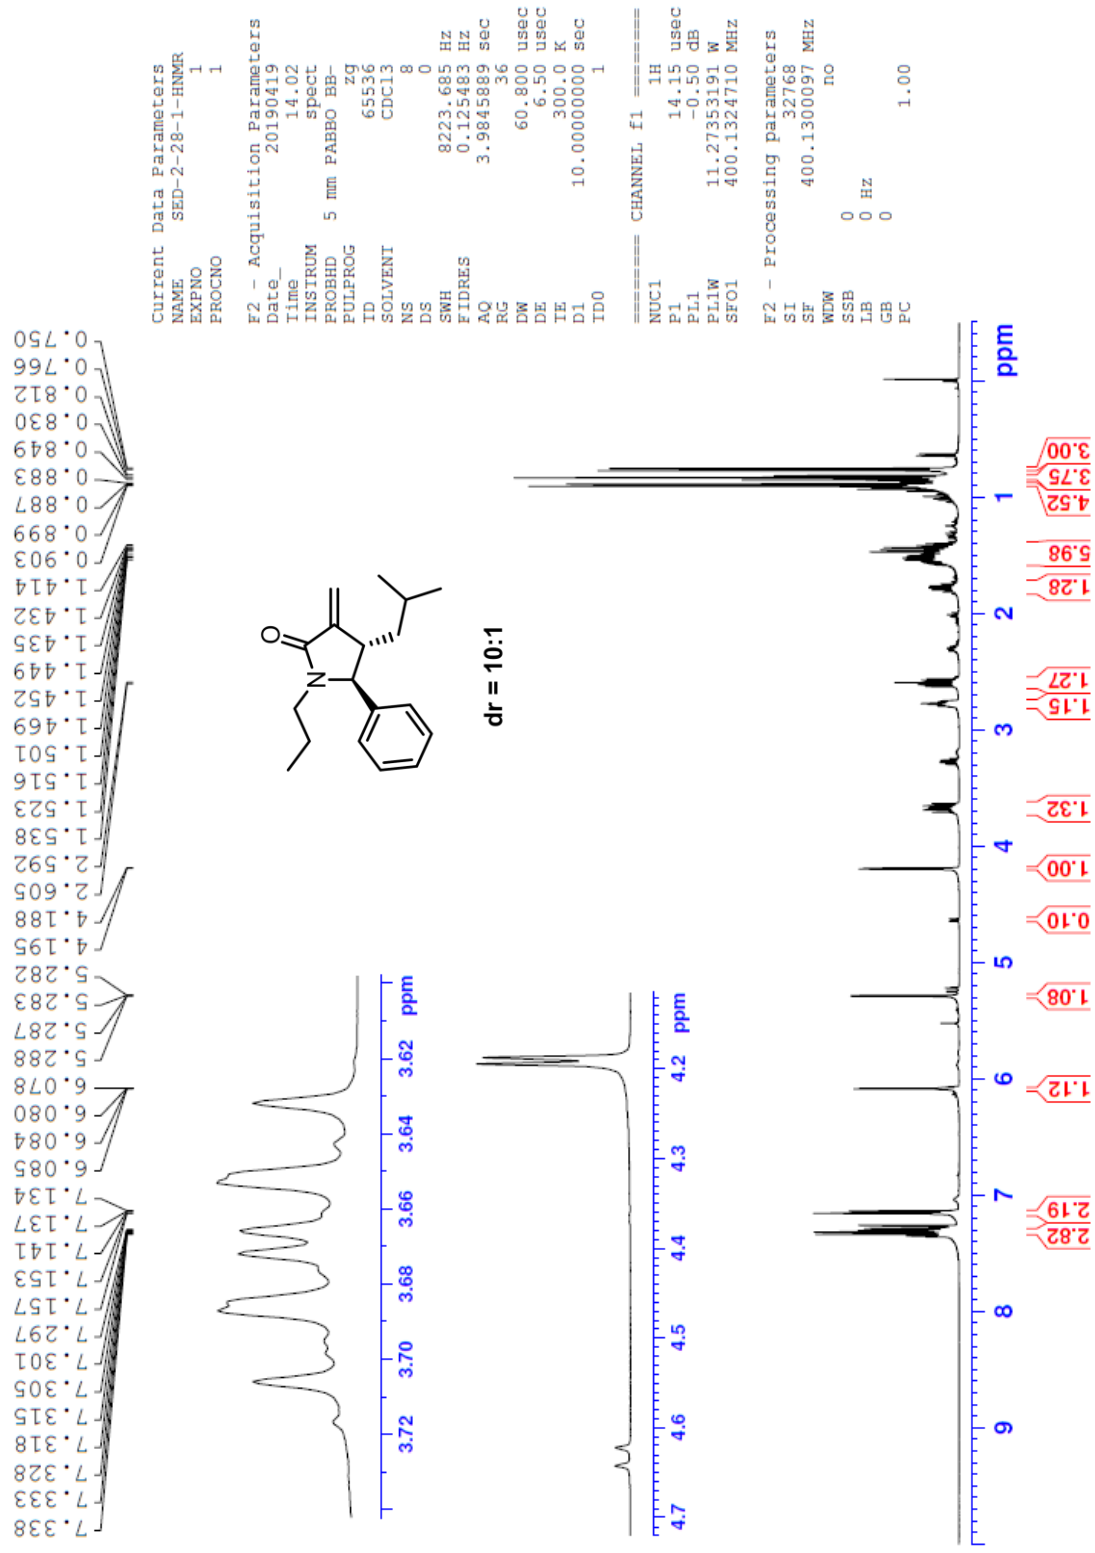 7.338
7.333
7.328
7.318
7.315
7.305
7.301
7.297
7.157
7.153
7.141
7.137
7.134
6.085
6.084
6.080
6.078
5.288
5.287
5.283
5.282
4.195
4.188
2.605
2.592
1.538
1.523
1.516
1.501
1.469
1.452
1.449
1.435
1.432
1.414
0.903
0.899
0.887
0.883
0.849
0.830
0.812
0.766
0.750
Current Data Parameters
NAME SED-2-28-1-HNMR
EXPNO 1
PROCNO 1
F2 - Acquisition Parameters
Date_ 20190419
Time 14.02
INSTRUM spect
PROBHD 5 mm PABBO BB-
PULPROG zg
TD 65536
SOLVENT CDCl3
NS 8
DS 0
SWH 8223.685 Hz
FIDRES 0.125483 Hz
AQ 3.9845889 sec
RG 36
DW 60.800 usec
DE 6.50 usec
TE 300.0 K
D1 10.00000000 sec
TD0 1
======== CHANNEL f1 ========
NUC1 1H
P1 14.15 usec
PL1 -0.50 dB
PL1W 11.27353191 W
SFO1 400.1324710 MHz
F2 - Processing parameters
SI 32768
SF 400.1300097 MHz
WDW no
SSB 0
LB 0 Hz
GB 0
PC 1.00
O
N
dr = 10:1
3.72 3.70 3.68 3.66 3.64 3.62 ppm
4.7 4.6 4.5 4.4 4.3 4.2 ppm
9 8 7 6 5 4 3 2 1 ppm
2.82
2.19
1.12
1.08
0.10
1.00
1.32
1.15
1.27
1.28
5.98
4.52
3.75
3.00